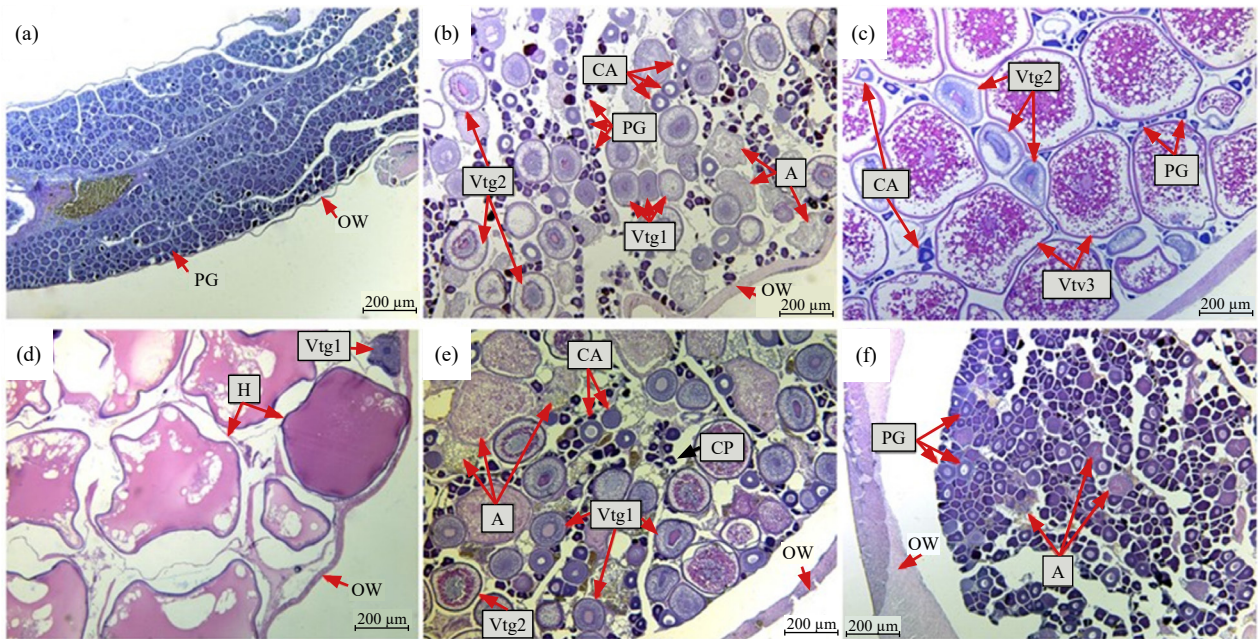 (a)
OW
PG
200 µm
(b)
CA
PG
A
Vtg2
Vtg1
OW
200 µm
(c)
Vtg2
PG
CA
Vtv3
200 µm
(d)
Vtg1
H
OW
200 µm
(e)
CA
CP
A
Vtg1
OW
Vtg2
200 µm
(f)
PG
OW
A
200 µm